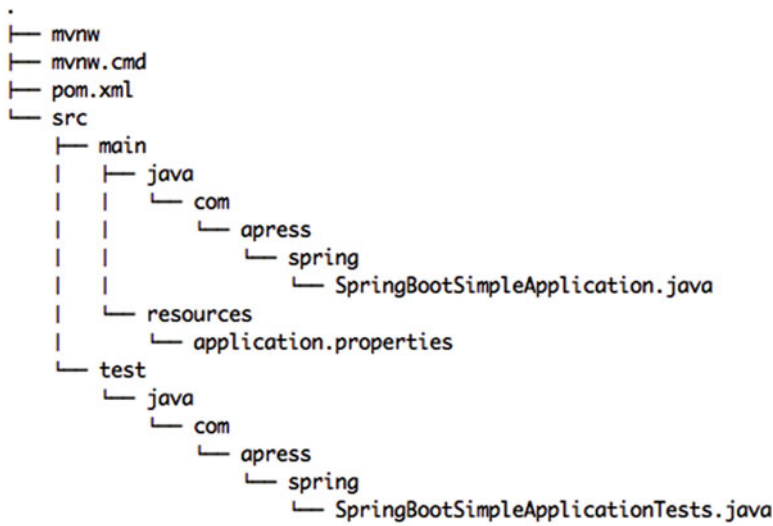 .
├── mvnw
├── mvnw.cmd
├── pom.xml
└── src
    ├── main
    |   ├── java
    |   |   └── com
    |   |       └── apress
    |   |           └── spring
    |   |               └── SpringBootSimpleApplication.java
    |   └── resources
    |       └── application.properties
    └── test
        └── java
            └── com
                └── apress
                    └── spring
                        └── SpringBootSimpleApplicationTests.java